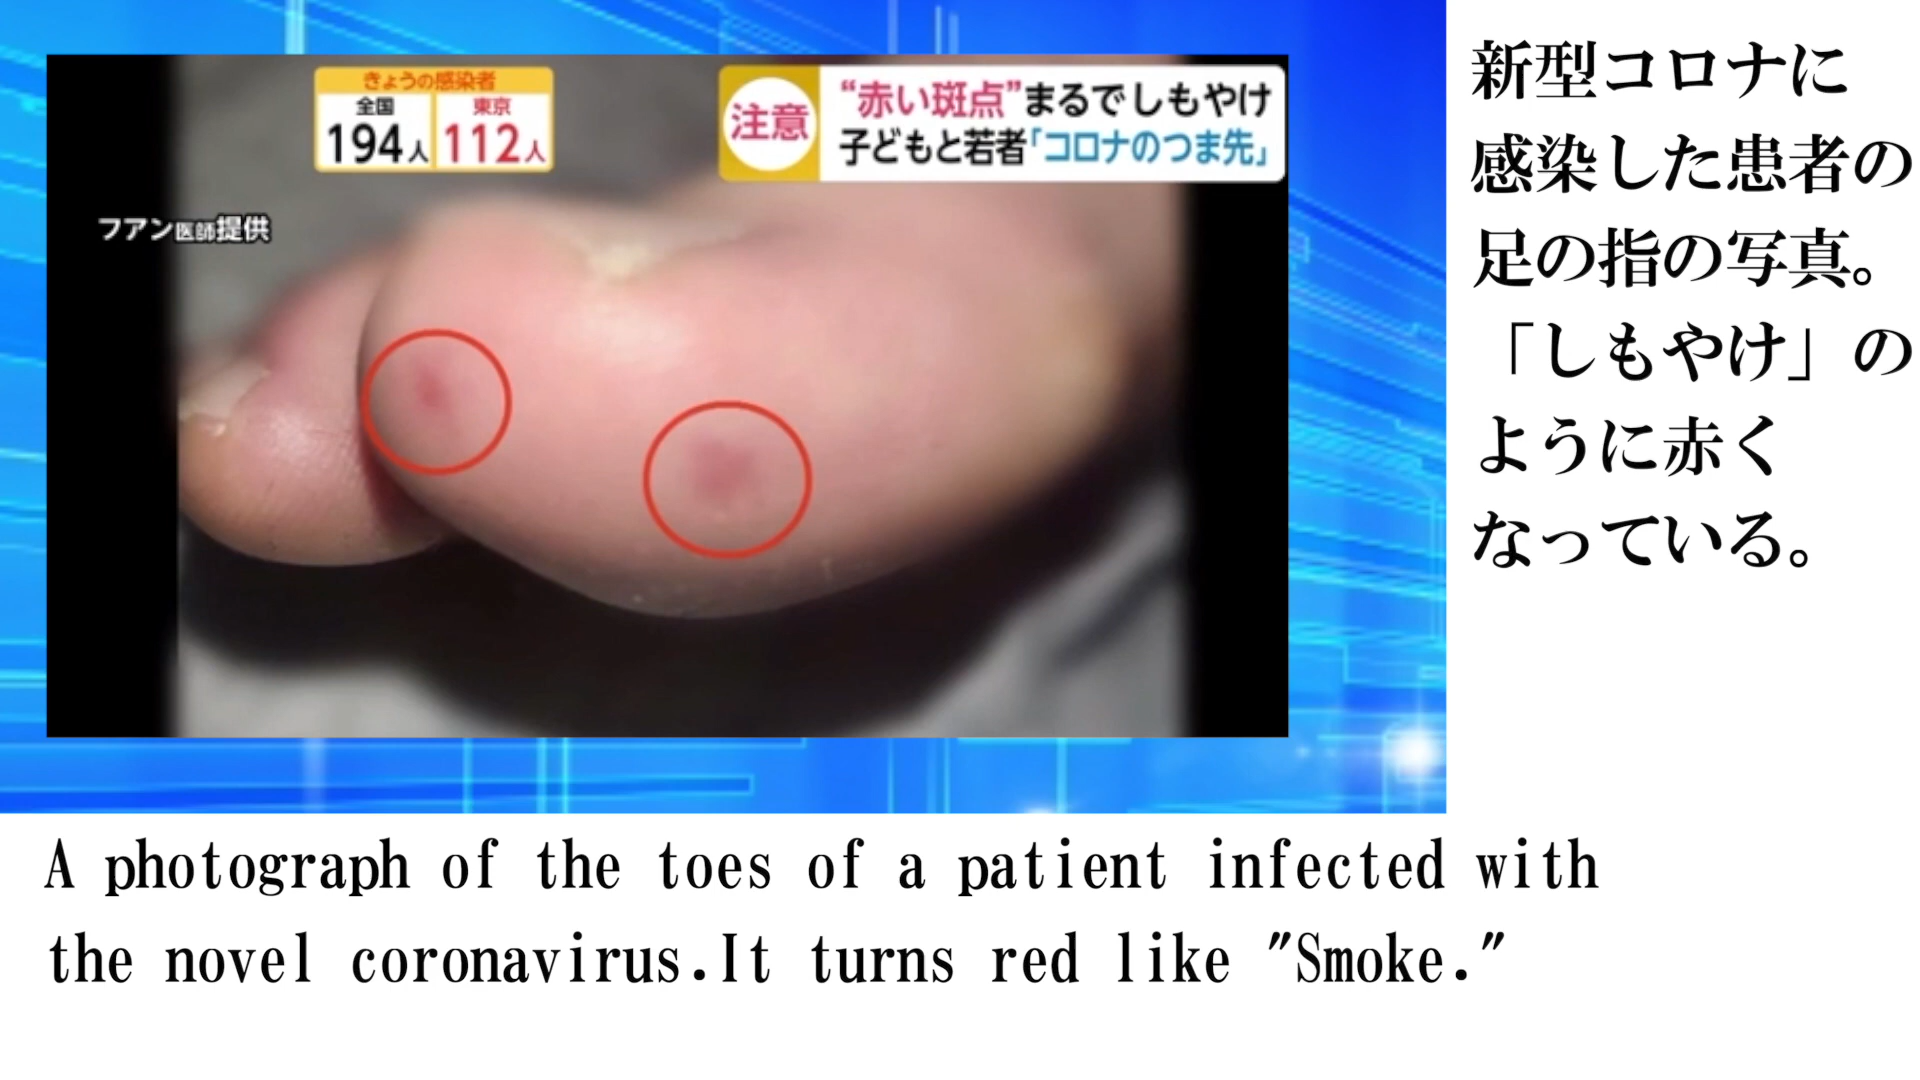 きょうの感染者
全国 東京
194人 112人
注意
“赤い斑点”まるでしもやけ
子どもと若者「コロナのつま先」
フアン医師提供
新型コロナに
感染した患者の
足の指の写真。
「しもやけ」の
ように赤く
なっている。
A photograph of the toes of a patient infected with
the novel coronavirus.It turns red like "Smoke."